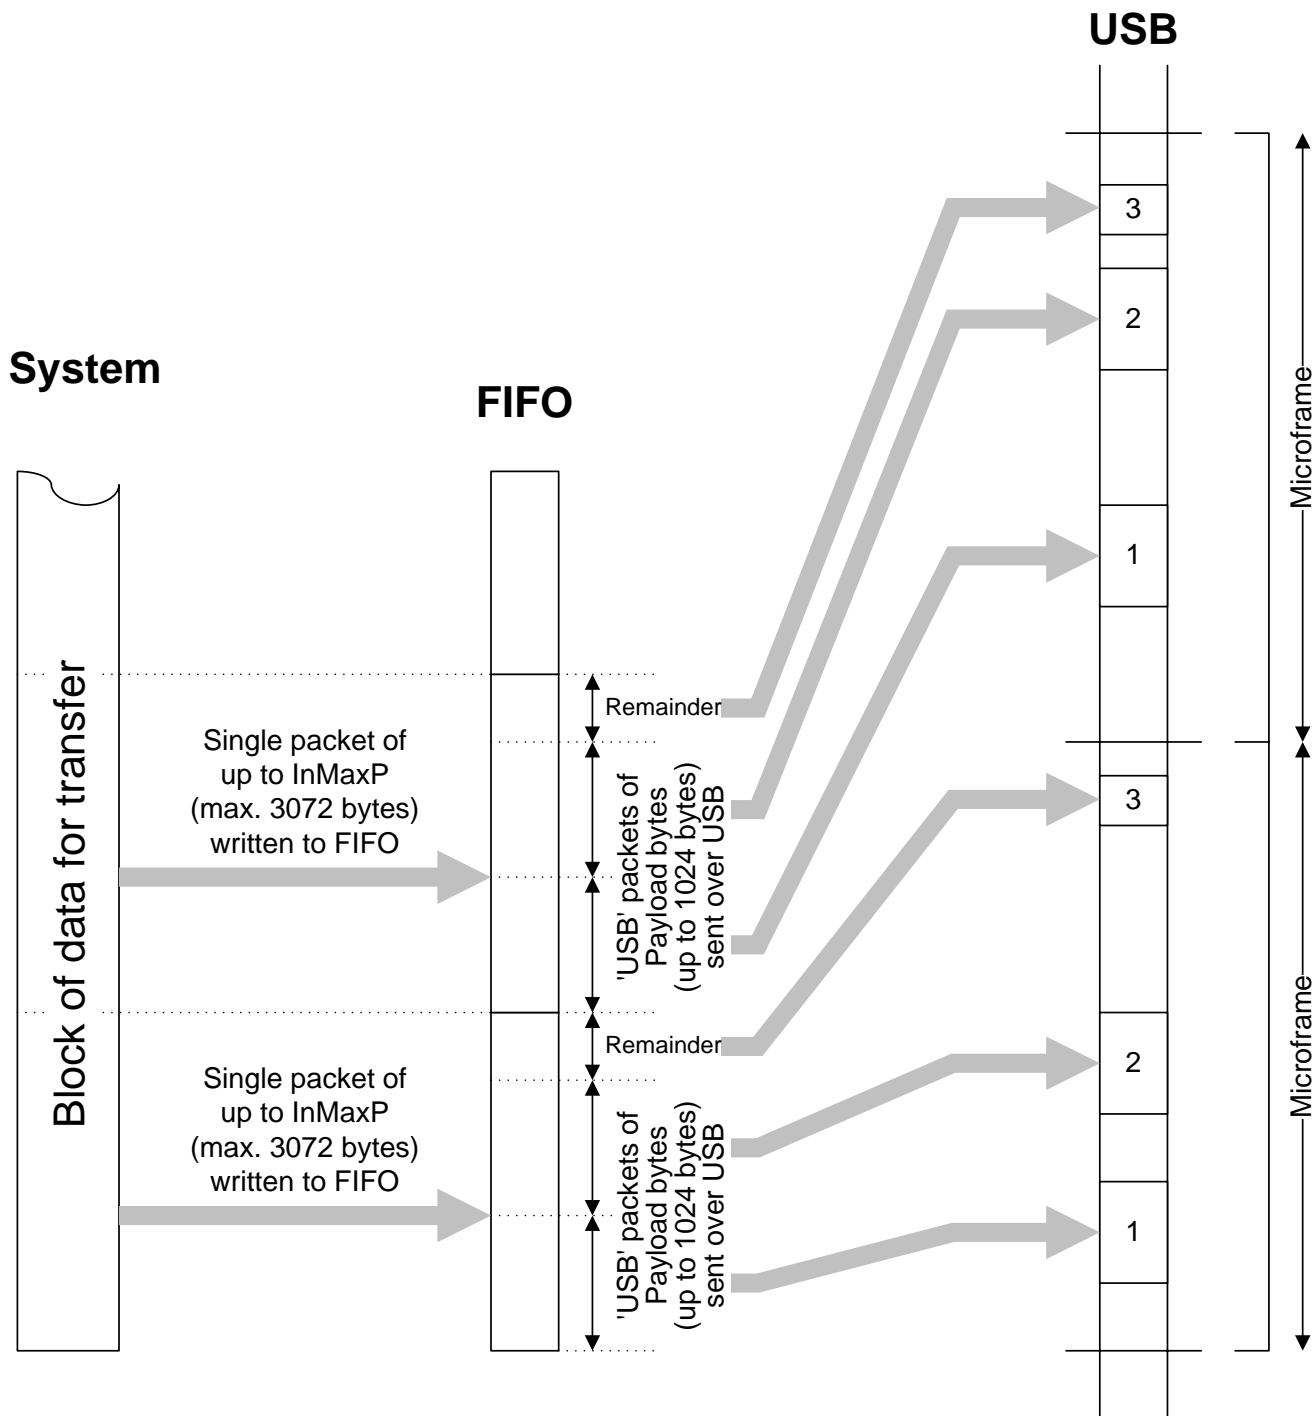 USB
System
FIFO
Block of data for transfer
Single packet of
up to InMaxP
(max. 3072 bytes)
written to FIFO
Single packet of
up to InMaxP
(max. 3072 bytes)
written to FIFO
Remainder
'USB' packets of
Payload bytes
(up to 1024 bytes)
sent over USB
Remainder
'USB' packets of
Payload bytes
(up to 1024 bytes)
sent over USB
3
2
1
3
2
1
Microframe
Microframe